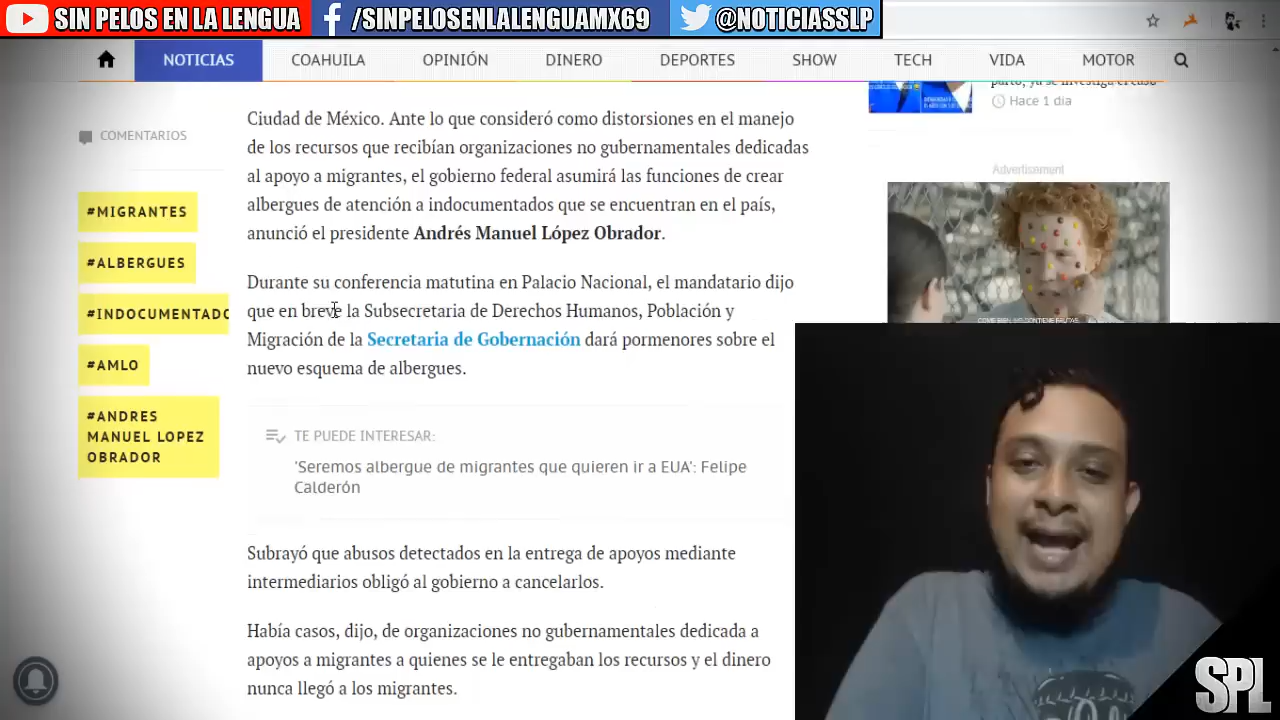 SIN PELOS EN LA LENGUA
/SINPELOSENLALENGUAMX69
@NOTICIASSLP
NOTICIAS
COAHUILA
OPINIÓN
DINERO
DEPORTES
SHOW
TECH
VIDA
MOTOR
COMENTARIOS
#MIGRANTES
#ALBERGUES
#INDOCUMENTADO
#AMLO
#ANDRES
MANUEL LOPEZ
OBRADOR
Ciudad de México. Ante lo que consideró como distorsiones en el manejo
de los recursos que recibían organizaciones no gubernamentales dedicadas
al apoyo a migrantes, el gobierno federal asumirá las funciones de crear
albergues de atención a indocumentados que se encuentran en el país,
anunció el presidente Andrés Manuel López Obrador.
Durante su conferencia matutina en Palacio Nacional, el mandatario dijo
que en breve la Subsecretaria de Derechos Humanos, Población y
Migración de la Secretaria de Gobernación dará pormenores sobre el
nuevo esquema de albergues.
TE PUEDE INTERESAR:
'Seremos albergue de migrantes que quieren ir a EUA': Felipe
Calderón
Subrayó que abusos detectados en la entrega de apoyos mediante
intermediarios obligó al gobierno a cancelarlos.
Había casos, dijo, de organizaciones no gubernamentales dedicada a
apoyos a migrantes a quienes se le entregaban los recursos y el dinero
nunca llegó a los migrantes.
parto, ya se investiga el caso
Hace 1 día
Advertisement
COME BIEN.
SPL